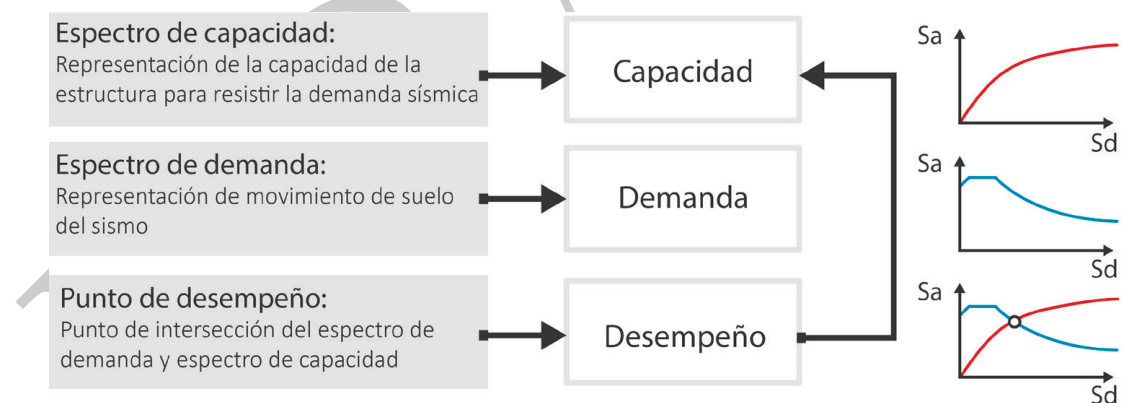 Espectro de capacidad:
Representación de la capacidad de la
estructura para resistir la demanda sísmica
Capacidad
Sa
Sd
Espectro de demanda:
Representación de movimiento de suelo
del sismo
Demanda
Sa
Sd
Punto de desempeño:
Punto de intersección del espectro de
demanda y espectro de capacidad
Desempeño
Sa
Sd